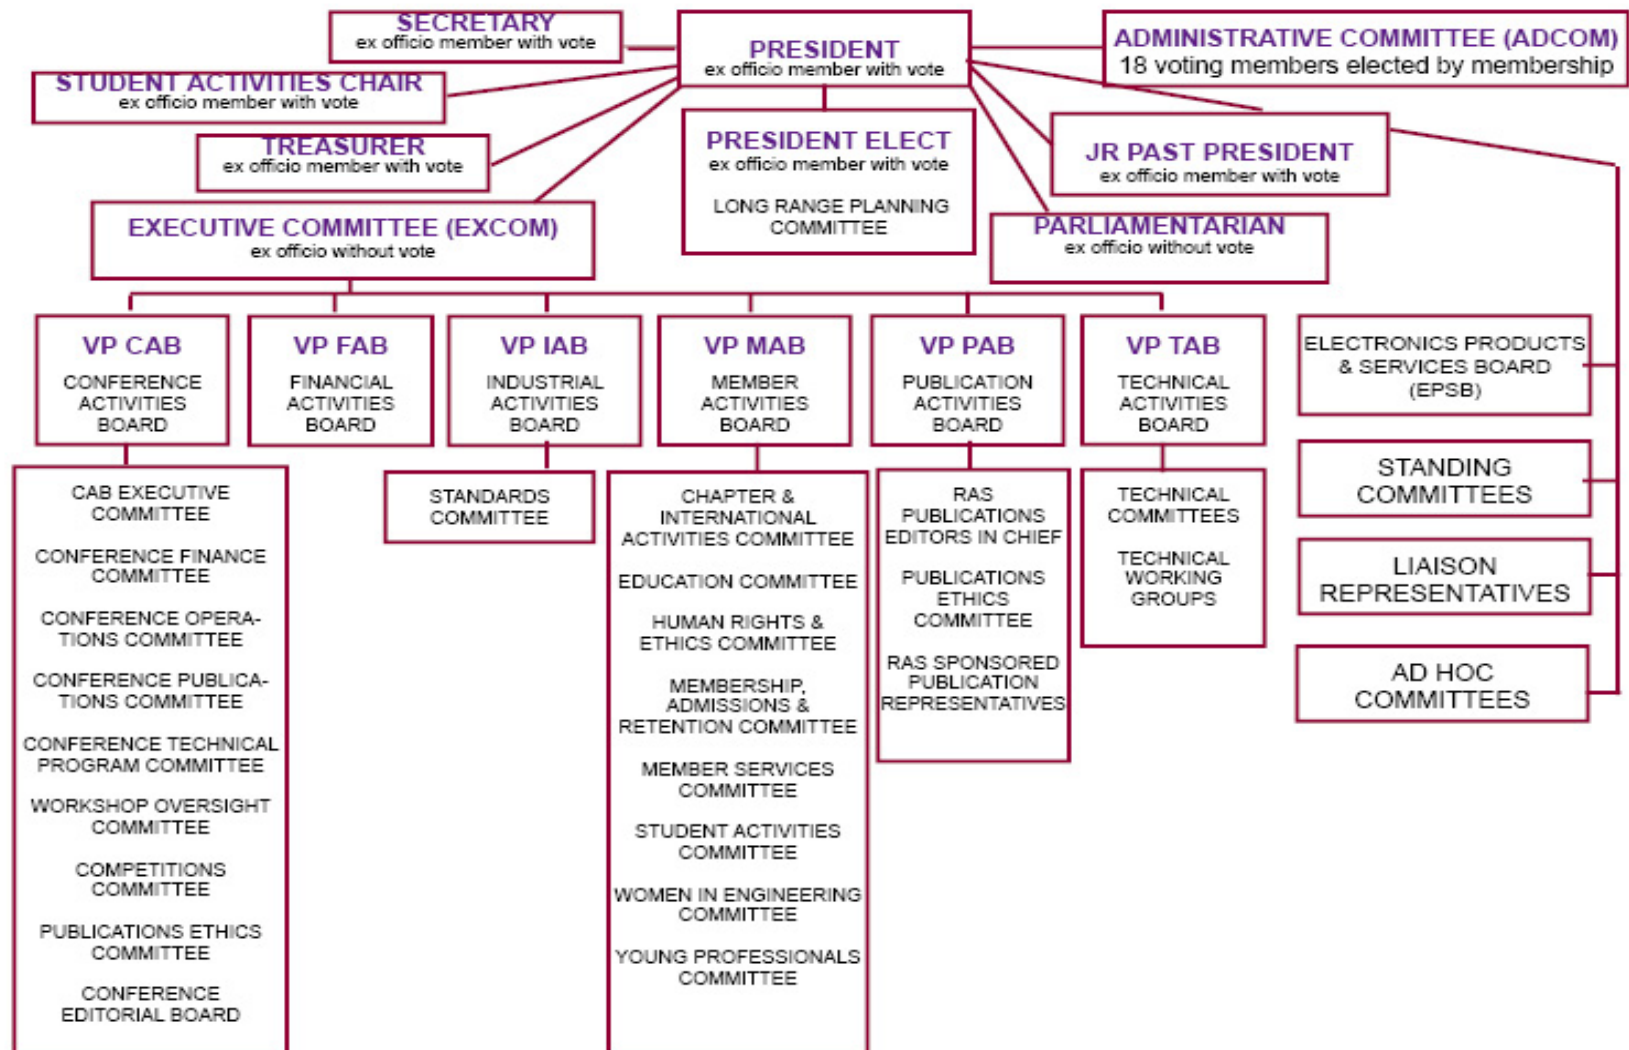 SECRETARY
ex officio member with vote
PRESIDENT
ex officio member with vote
ADMINISTRATIVE COMMITTEE (ADCOM)
18 voting members elected by membership
STUDENT ACTIVITIES CHAIR
ex officio member with vote
TREASURER
ex officio member with vote
PRESIDENT ELECT
ex officio member with vote
LONG RANGE PLANNING
COMMITTEE
JR PAST PRESIDENT
ex officio member with vote
EXECUTIVE COMMITTEE (EXCOM)
ex officio without vote
PARLIAMENTARIAN
ex officio without vote
VP CAB
CONFERENCE
ACTIVITIES
BOARD
VP FAB
FINANCIAL
ACTIVITIES
BOARD
VP IAB
INDUSTRIAL
ACTIVITIES
BOARD
VP MAB
MEMBER
ACTIVITIES
BOARD
VP PAB
PUBLICATION
ACTIVITIES
BOARD
VP TAB
TECHNICAL
ACTIVITIES
BOARD
ELECTRONICS PRODUCTS
& SERVICES BOARD
(EPSB)
STANDING
COMMITTEES
LIAISON
REPRESENTATIVES
AD HOC
COMMITTEES
CAB EXECUTIVE
COMMITTEE
CONFERENCE FINANCE
COMMITTEE
CONFERENCE OPERA-
TIONS COMMITTEE
CONFERENCE PUBLICA-
TIONS COMMITTEE
CONFERENCE TECHNICAL
PROGRAM COMMITTEE
WORKSHOP OVERSIGHT
COMMITTEE
COMPETITIONS
COMMITTEE
PUBLICATIONS ETHICS
COMMITTEE
CONFERENCE
EDITORIAL BOARD
STANDARDS
COMMITTEE
CHAPTER &
INTERNATIONAL
ACTIVITIES COMMITTEE
EDUCATION COMMITTEE
HUMAN RIGHTS &
ETHICS COMMITTEE
MEMBERSHIP,
ADMISSIONS &
RETENTION COMMITTEE
MEMBER SERVICES
COMMITTEE
STUDENT ACTIVITIES
COMMITTEE
WOMEN IN ENGINEERING
COMMITTEE
YOUNG PROFESSIONALS
COMMITTEE
RAS
PUBLICATIONS
EDITORS IN CHIEF
PUBLICATIONS
ETHICS
COMMITTEE
RAS SPONSORED
PUBLICATION
REPRESENTATIVES
TECHNICAL
COMMITTEES
TECHNICAL
WORKING
GROUPS